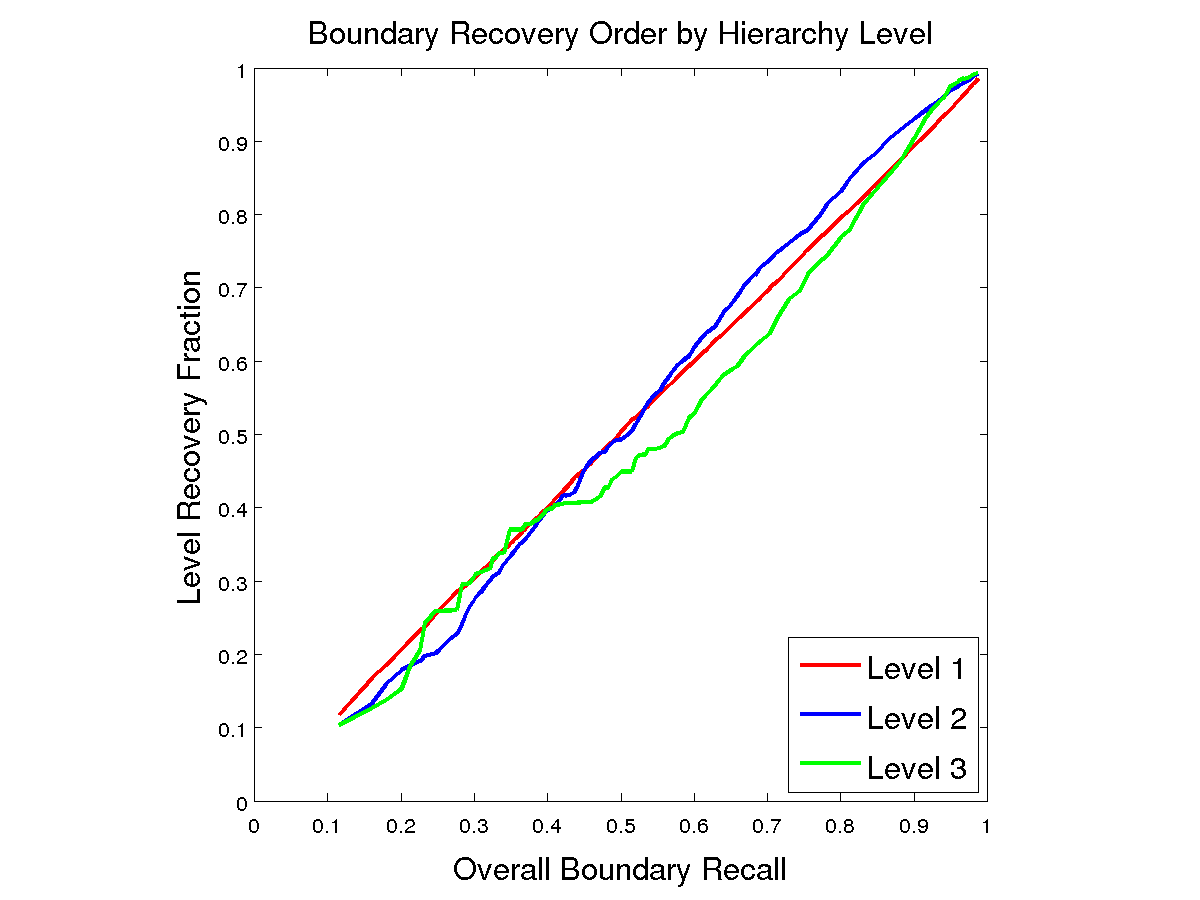 Boundary Recovery Order by Hierarchy Level
Level Recovery Fraction
1
0.9
0.8
0.7
0.6
0.5
0.4
0.3
0.2
0.1
0
0 0.1 0.2 0.3 0.4 0.5 0.6 0.7 0.8 0.9 1
Overall Boundary Recall
Level 1
Level 2
Level 3